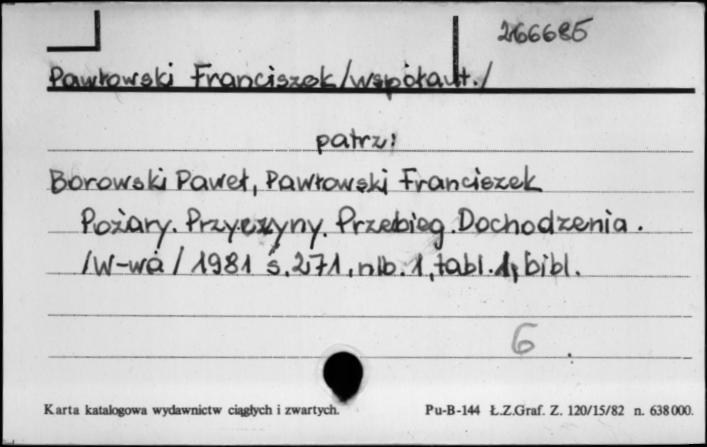 266685
Pawłowski Franciszek/współaut./
patrz:
Borowski Paweł, Pawłowski Franciszek
Pożary. Przyczyny. Przebieg. Dochodzenia.
/W-wa/ 1981 s. 271, nlb. 1, tabl. 1, bibl.
6
Karta katalogowa wydawnictw ciągłych i zwartych.
Pu-B-144 Ł.Z.Graf. Z. 120/15/82 n. 638000.